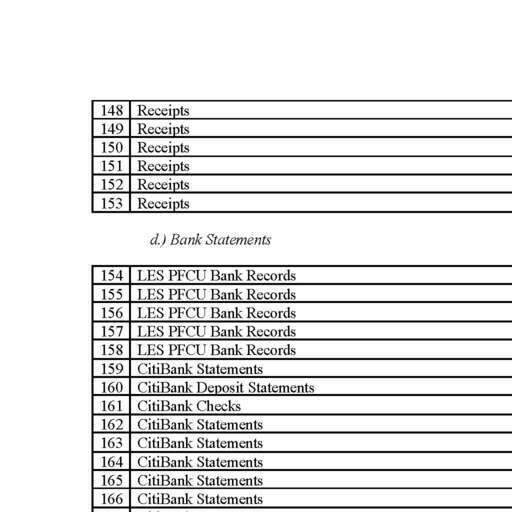 148 Receipts
149 Receipts
150 Receipts
151 Receipts
152 Receipts
153 Receipts
d.) Bank Statements
154 LES PFCU Bank Records
155 LES PFCU Bank Records
156 LES PFCU Bank Records
157 LES PFCU Bank Records
158 LES PFCU Bank Records
159 CitiBank Statements
160 CitiBank Deposit Statements
161 CitiBank Checks
162 CitiBank Statements
163 CitiBank Statements
164 CitiBank Statements
165 CitiBank Statements
166 CitiBank Statements